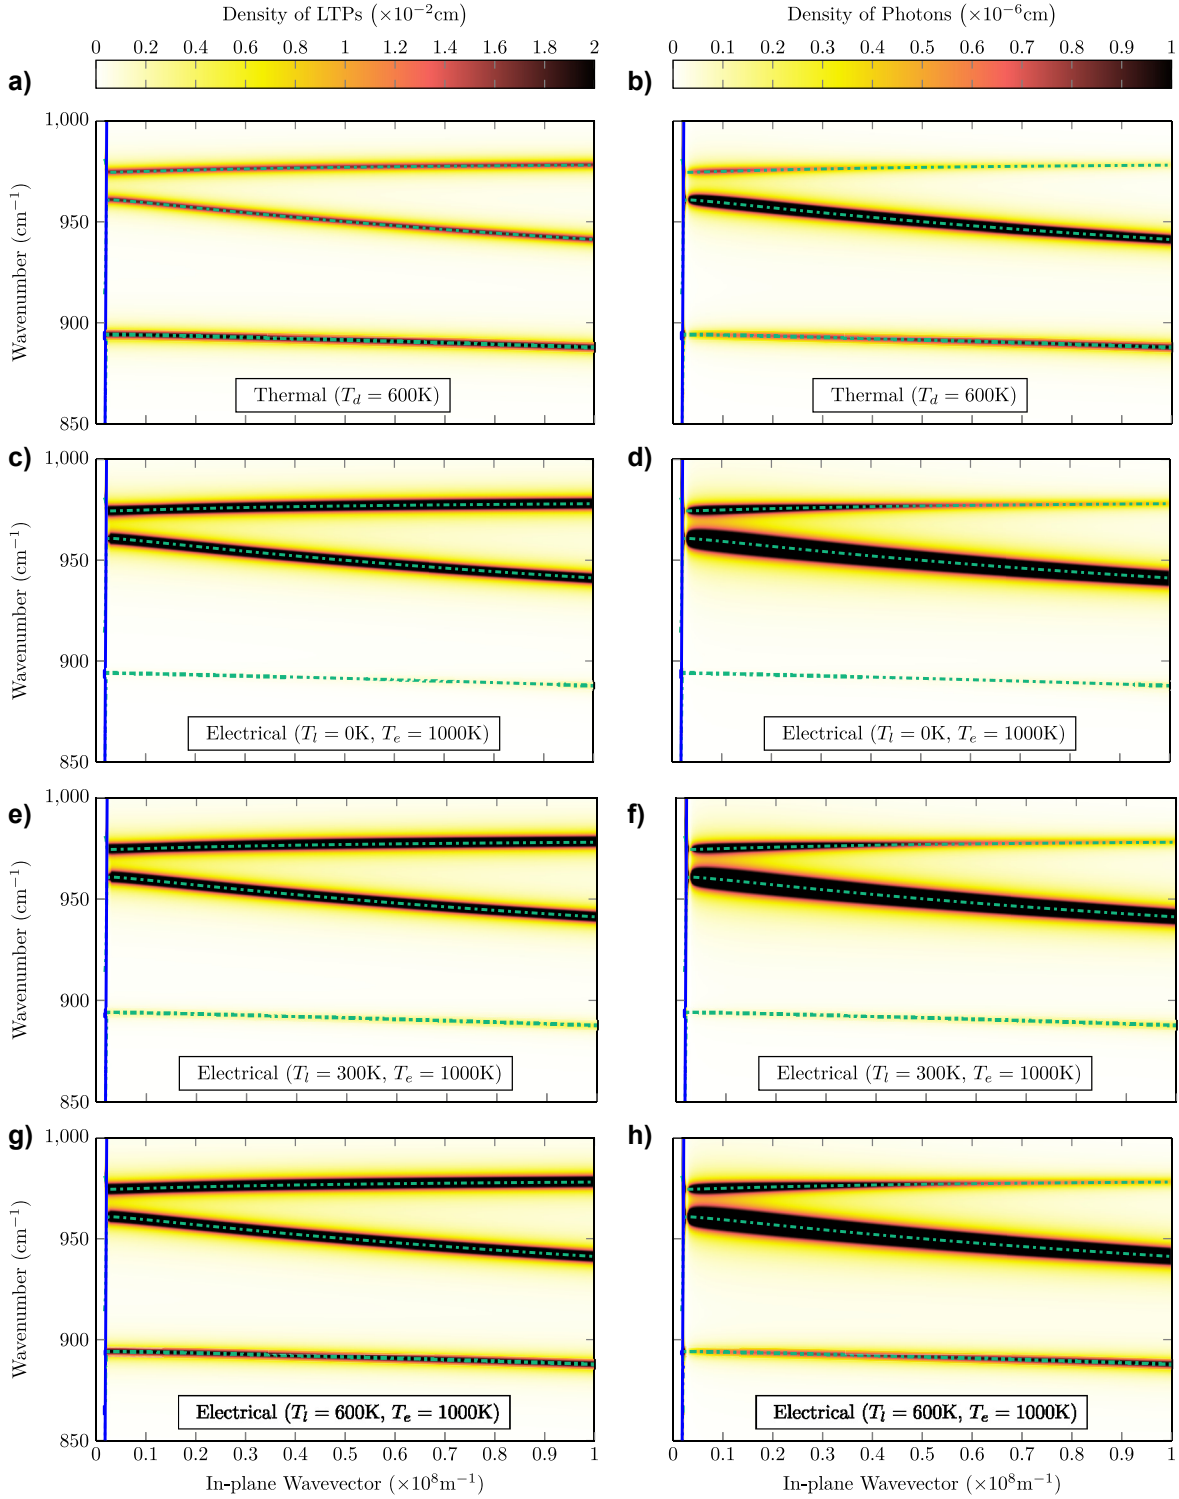 Density of LTPs (×10⁻²cm)
0 0.2 0.4 0.6 0.8 1 1.2 1.4 1.6 1.8 2
Density of Photons (×10⁻⁶cm)
0 0.1 0.2 0.3 0.4 0.5 0.6 0.7 0.8 0.9 1
a)
1,000
950
900
850
Wavenumber (cm⁻¹)
Thermal (T_d = 600K)
b)
Thermal (T_d = 600K)
c)
1,000
950
900
850
Wavenumber (cm⁻¹)
Electrical (T_l = 0K, T_e = 1000K)
d)
Electrical (T_l = 0K, T_e = 1000K)
e)
1,000
950
900
850
Wavenumber (cm⁻¹)
Electrical (T_l = 300K, T_e = 1000K)
f)
Electrical (T_l = 300K, T_e = 1000K)
g)
1,000
950
900
850
Wavenumber (cm⁻¹)
Electrical (T_l = 600K, T_e = 1000K)
0 0.1 0.2 0.3 0.4 0.5 0.6 0.7 0.8 0.9 1
In-plane Wavevector (×10⁸m⁻¹)
h)
Electrical (T_l = 600K, T_e = 1000K)
0 0.1 0.2 0.3 0.4 0.5 0.6 0.7 0.8 0.9 1
In-plane Wavevector (×10⁸m⁻¹)